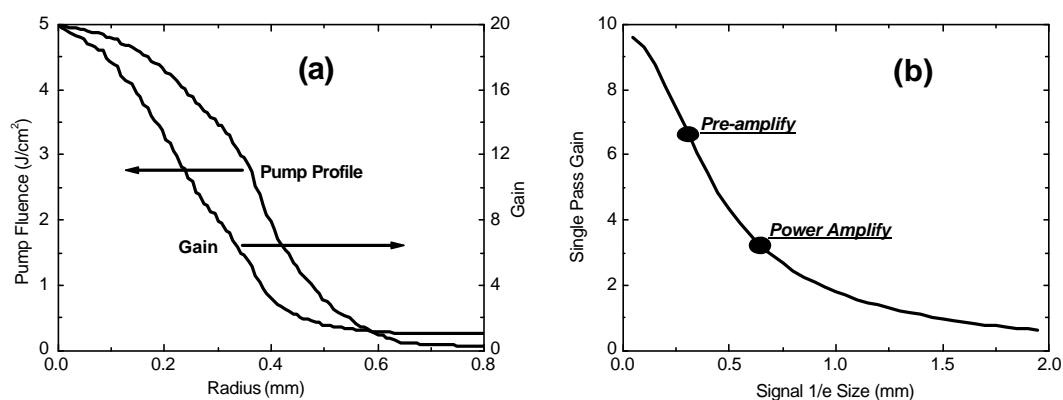 (a)
Pump Fluence (J/cm²)
5
4
3
2
1
0
Pump Profile
Gain
20
16
12
8
4
0
Gain
0.0 0.2 0.4 0.6 0.8
Radius (mm)
(b)
Single Pass Gain
10
8
6
4
2
0
Pre-amplify
Power Amplify
0.0 0.5 1.0 1.5 2.0
Signal 1/e Size (mm)